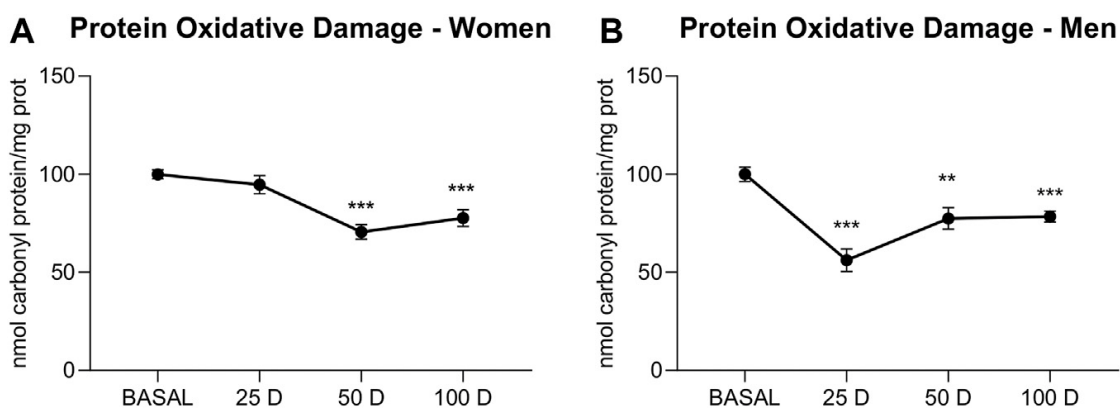 A Protein Oxidative Damage - Women
nmol carbonyl protein/mg prot
150
100
50
0
***
***
BASAL 25 D 50 D 100 D
B Protein Oxidative Damage - Men
nmol carbonyl protein/mg prot
150
100
50
0
***
**
***
BASAL 25 D 50 D 100 D